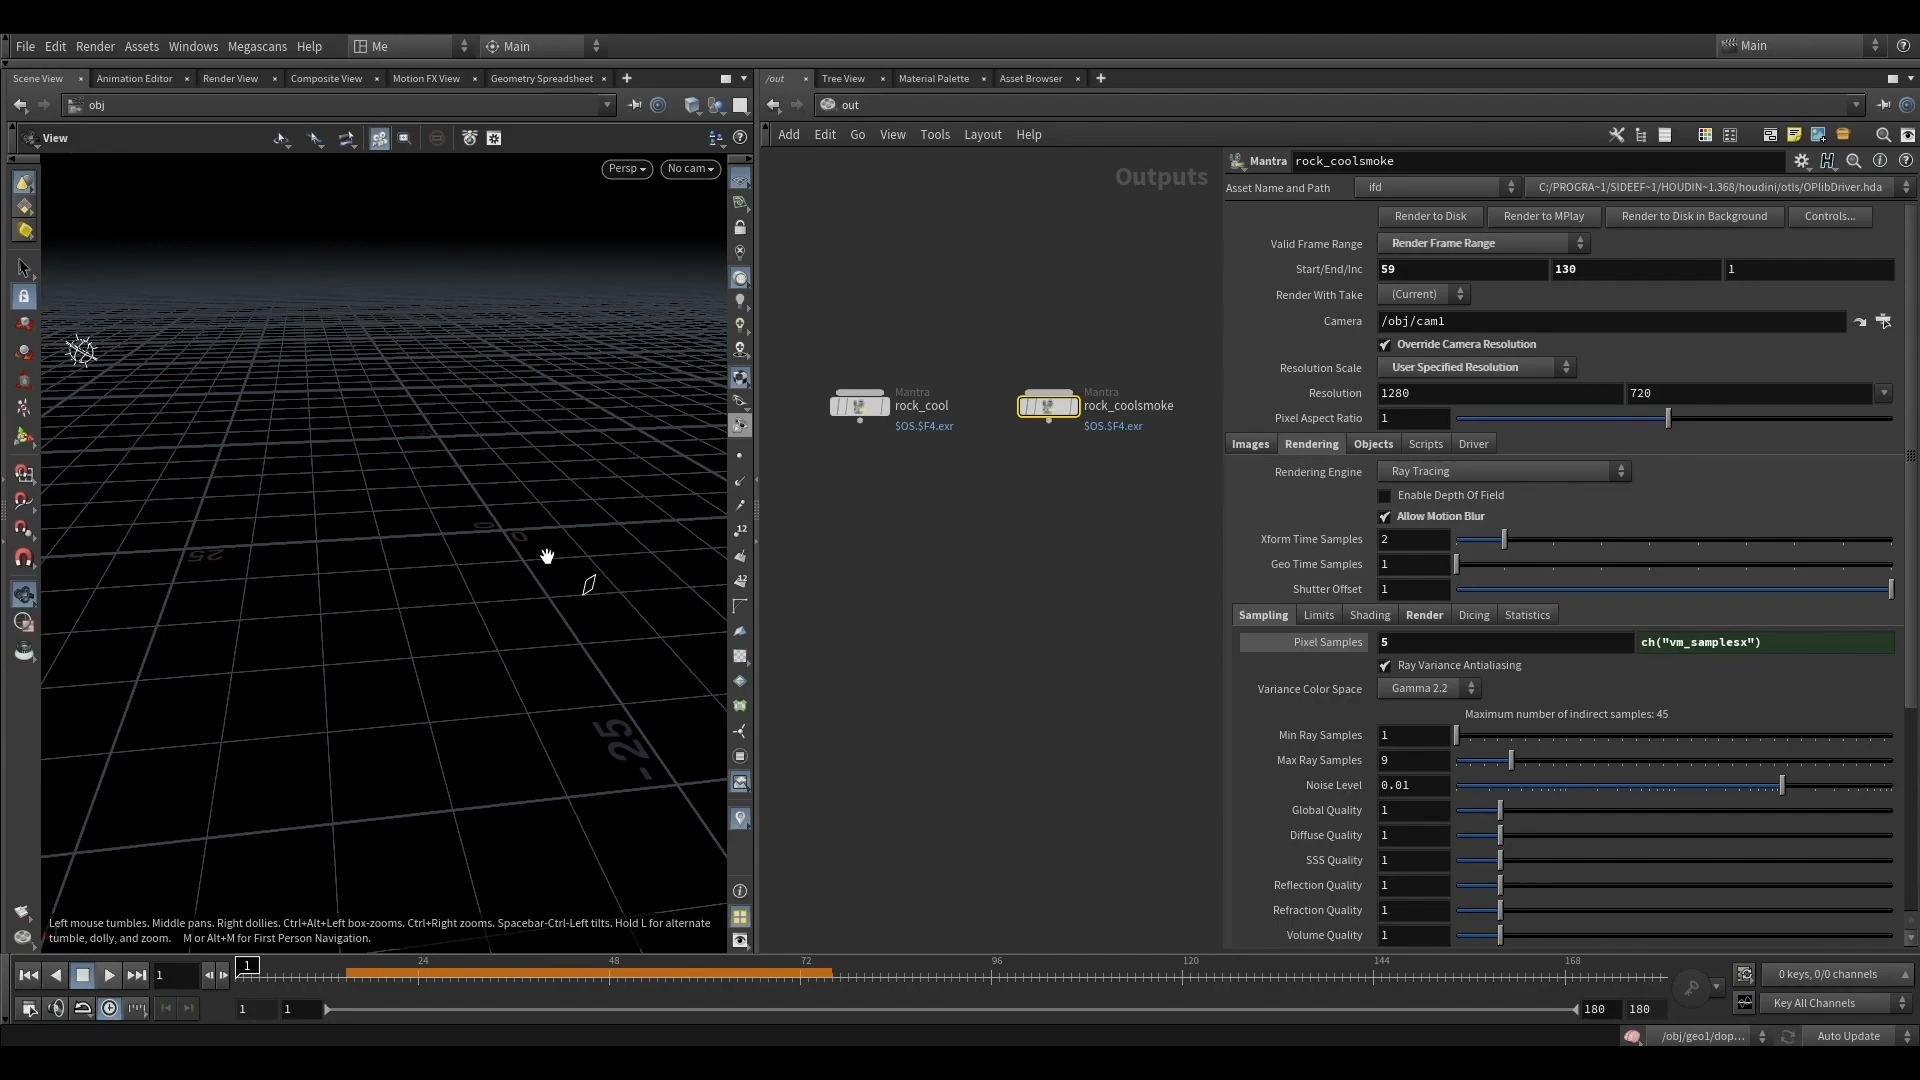 File Edit Render Assets Windows Megascans Help Me Main Main
Scene View Animation Editor Render View Composite View Motion FX View Geometry Spreadsheet /out Tree View Material Palette Asset Browser
obj out
View Add Edit Go View Tools Layout Help
Persp No cam Outputs
Mantra rock_coolsmoke
Asset Name and Path ifd C:/PROGRA~1/SIDEEF~1/HOUDIN~1.368/houdini/otls/OPlibDriver.hda
Render to Disk Render to MPlay Render to Disk in Background Controls...
Valid Frame Range Render Frame Range
Start/End/Inc 59 130 1
Render With Take (Current)
Camera /obj/cam1
Override Camera Resolution
Resolution Scale User Specified Resolution
Resolution 1280 720
Pixel Aspect Ratio 1
Mantra
rock_cool
$OS.$F4.exr
Mantra
rock_coolsmoke
$OS.$F4.exr
Images Rendering Objects Scripts Driver
Rendering Engine Ray Tracing
Enable Depth Of Field
Allow Motion Blur
Xform Time Samples 2
Geo Time Samples 1
Shutter Offset 1
Sampling Limits Shading Render Dicing Statistics
Pixel Samples 5 ch("vm_samplesx")
Ray Variance Antialiasing
Variance Color Space Gamma 2.2
Maximum number of indirect samples: 45
Min Ray Samples 1
Max Ray Samples 9
Noise Level 0.01
Global Quality 1
Diffuse Quality 1
SSS Quality 1
Reflection Quality 1
Refraction Quality 1
Volume Quality 1
25 0 0
-25
12
12
Left mouse tumbles. Middle pans. Right dollies. Ctrl+Alt+Left box-zooms. Ctrl+Right zooms. Spacebar-Ctrl-Left tilts. Hold L for alternate
tumble, dolly, and zoom. M or Alt+M for First Person Navigation.
1 1 24 48 72 96 120 144 168 0 keys, 0/0 channels
1 1 180 180 Key All Channels
/obj/geo1/dop... Auto Update